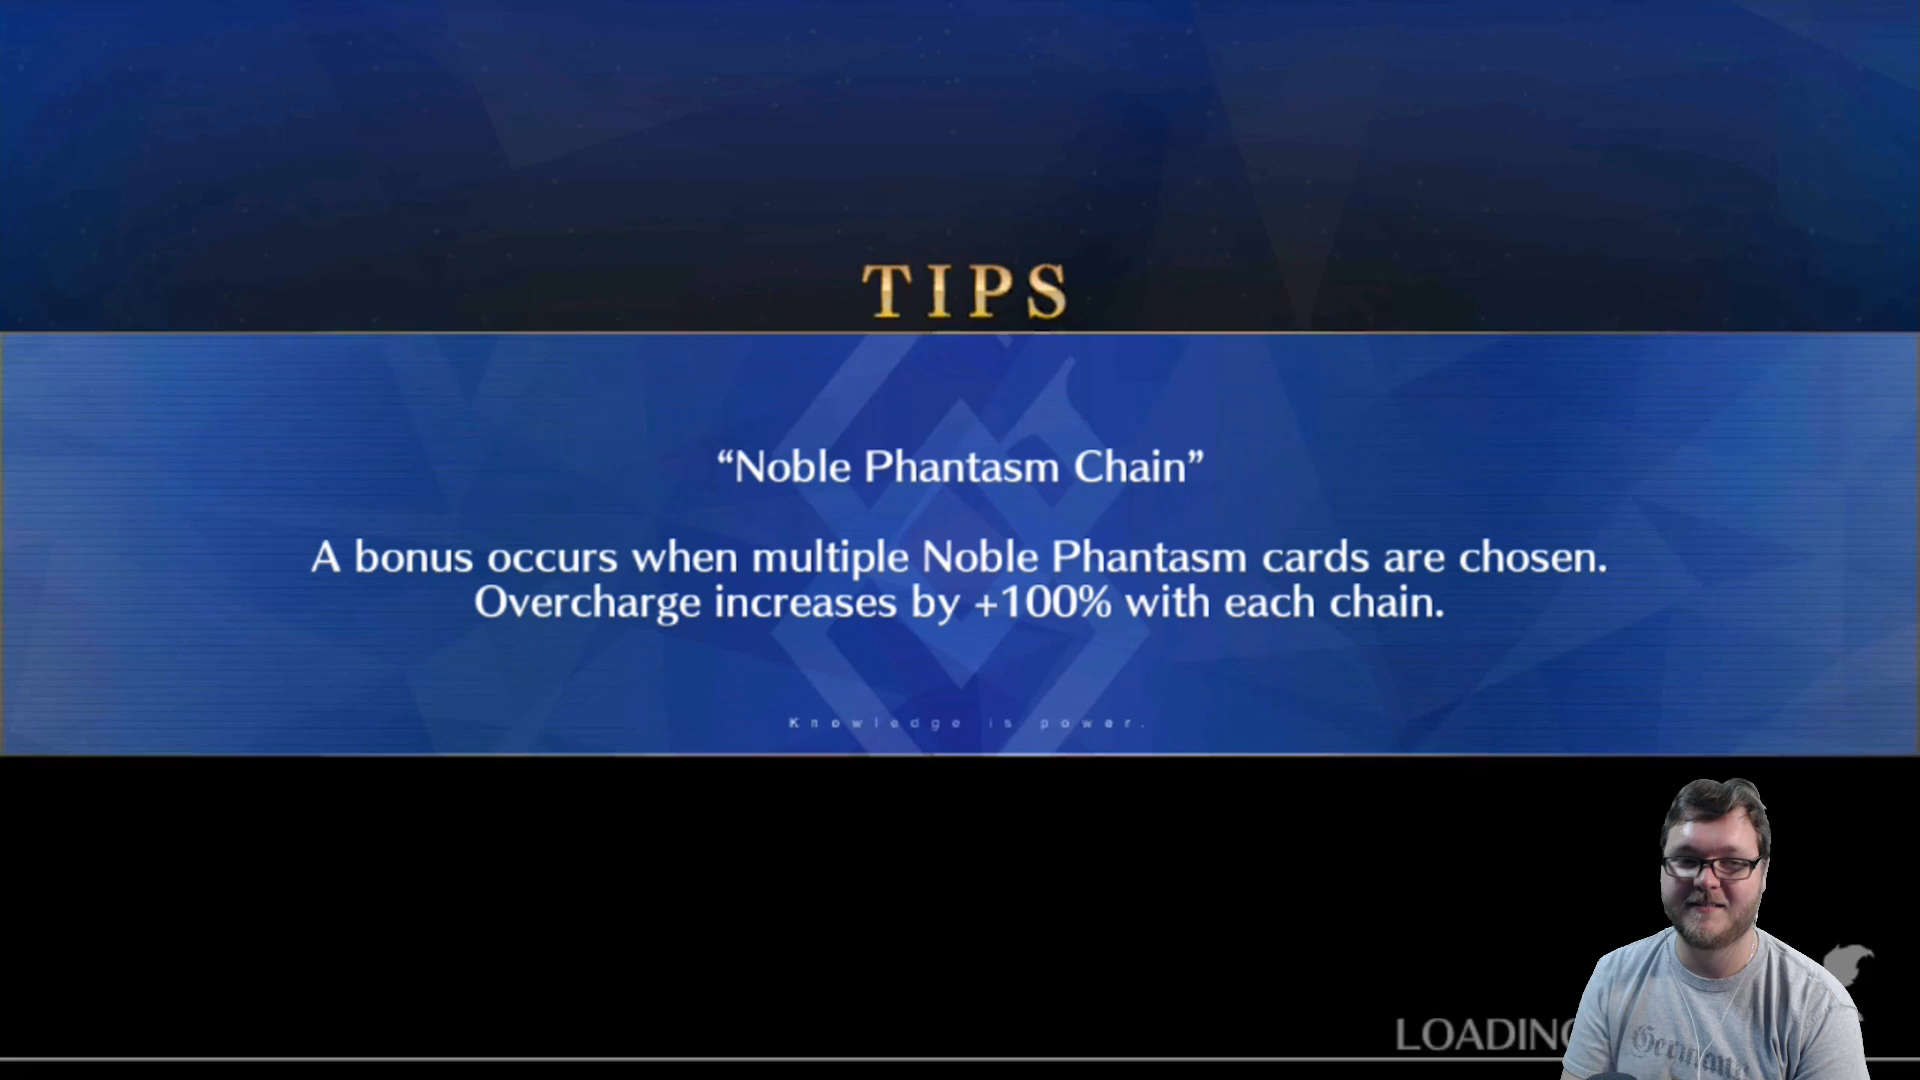 TIPS
“Noble Phantasm Chain”
A bonus occurs when multiple Noble Phantasm cards are chosen.
Overcharge increases by +100% with each chain.
Knowledge is power.
LOADING